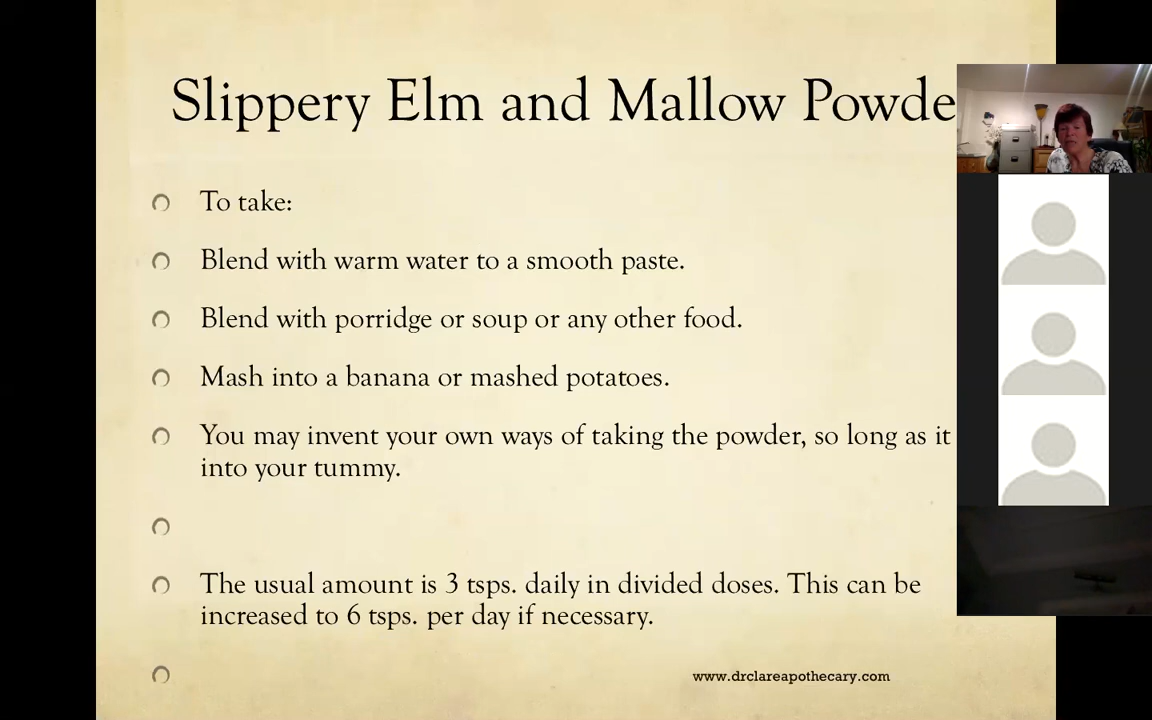 Slippery Elm and Mallow Powde
To take:
Blend with warm water to a smooth paste.
Blend with porridge or soup or any other food.
Mash into a banana or mashed potatoes.
You may invent your own ways of taking the powder, so long as it
into your tummy.
The usual amount is 3 tsps. daily in divided doses. This can be
increased to 6 tsps. per day if necessary.
www.drclareapothecary.com